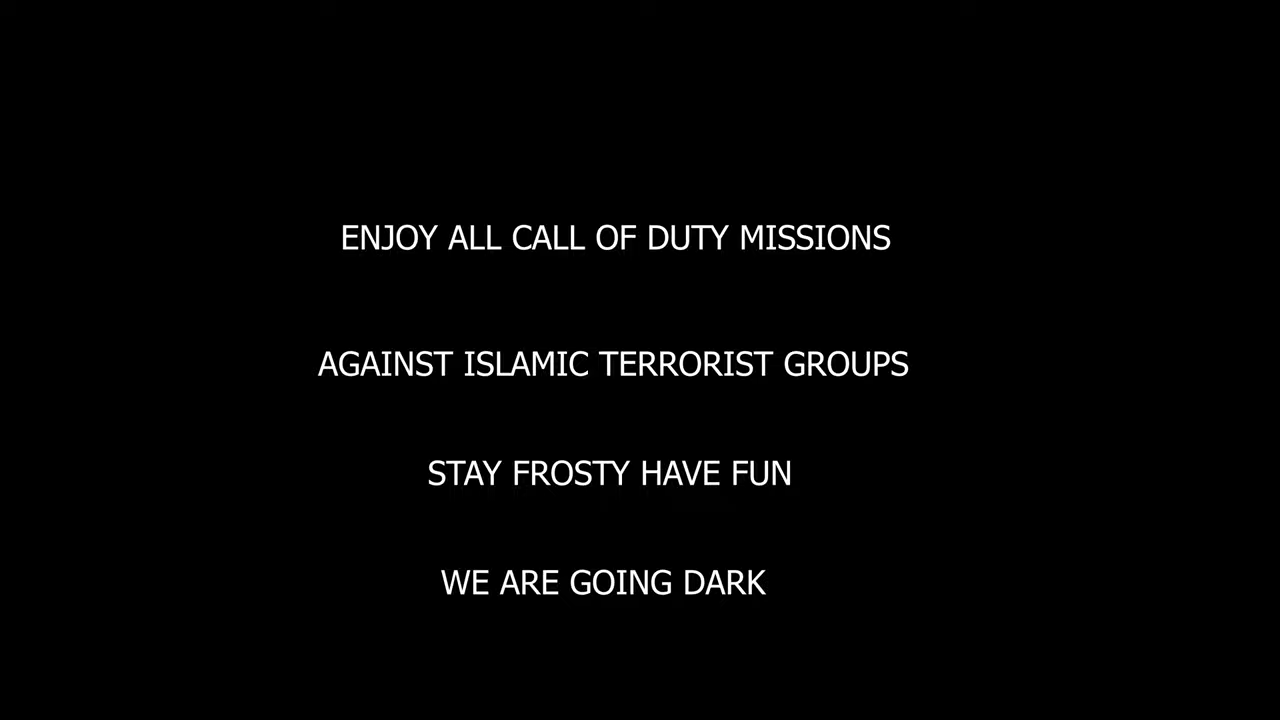 ENJOY ALL CALL OF DUTY MISSIONS
AGAINST ISLAMIC TERRORIST GROUPS
STAY FROSTY HAVE FUN
WE ARE GOING DARK